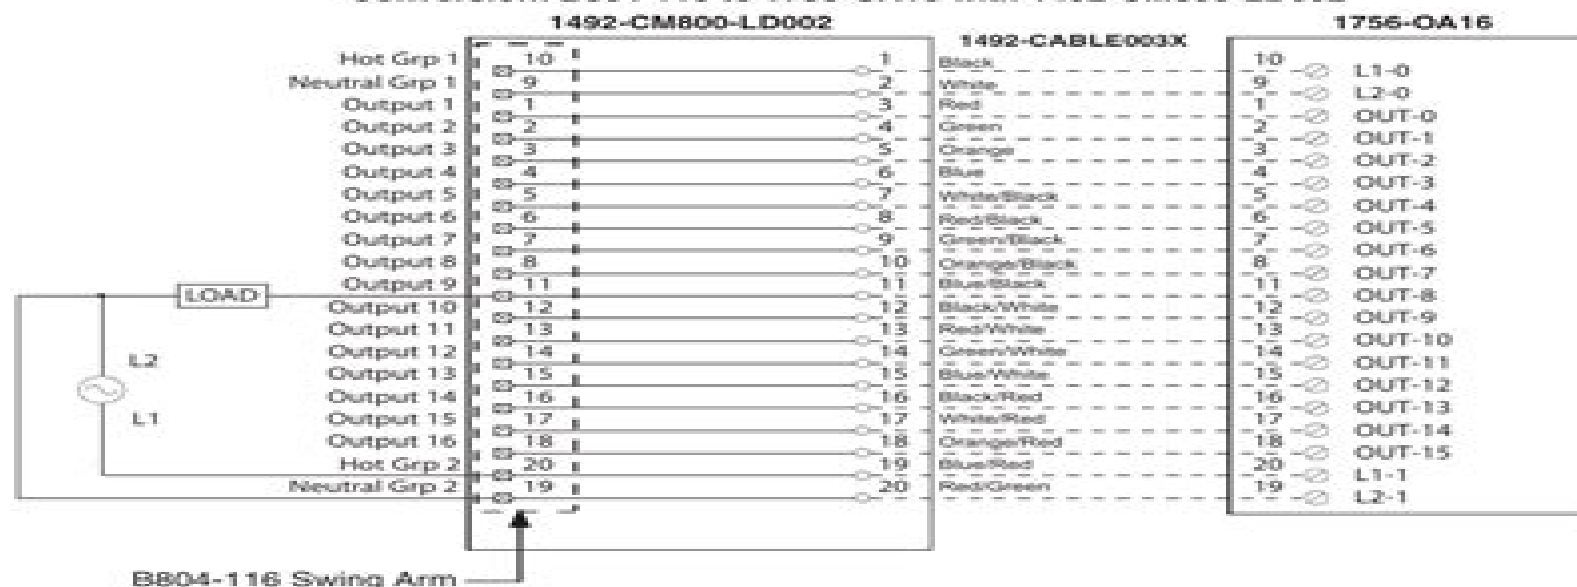 1492-CM800-LD002 1756-OA16
1492-CABLE003X
Hot Grp 1 10 1 Black 10 L1-0
Neutral Grp 1 9 2 White 9 L2-0
Output 1 1 3 Red 1 OUT-0
Output 2 2 4 Green 2 OUT-1
Output 3 3 5 Orange 3 OUT-2
Output 4 4 6 Blue 4 OUT-3
Output 5 5 7 White/Black 5 OUT-4
Output 6 6 8 Red/Black 6 OUT-5
Output 7 7 9 Green/Black 7 OUT-6
Output 8 8 10 Orange/Black 8 OUT-7
Output 9 11 11 Blue/Black 11 OUT-8
LOAD
Output 10 12 12 Black/White 12 OUT-9
Output 11 13 13 Red/White 13 OUT-10
Output 12 14 14 Green/White 14 OUT-11
L2
Output 13 15 15 Blue/White 15 OUT-12
Output 14 16 16 Black/Red 16 OUT-13
L1
Output 15 17 17 White/Red 17 OUT-14
Output 16 18 18 Orange/Red 18 OUT-15
Hot Grp 2 20 19 Blue/Red 20 L1-1
Neutral Grp 2 19 20 Red/Green 19 L2-1
B804-116 Swing Arm